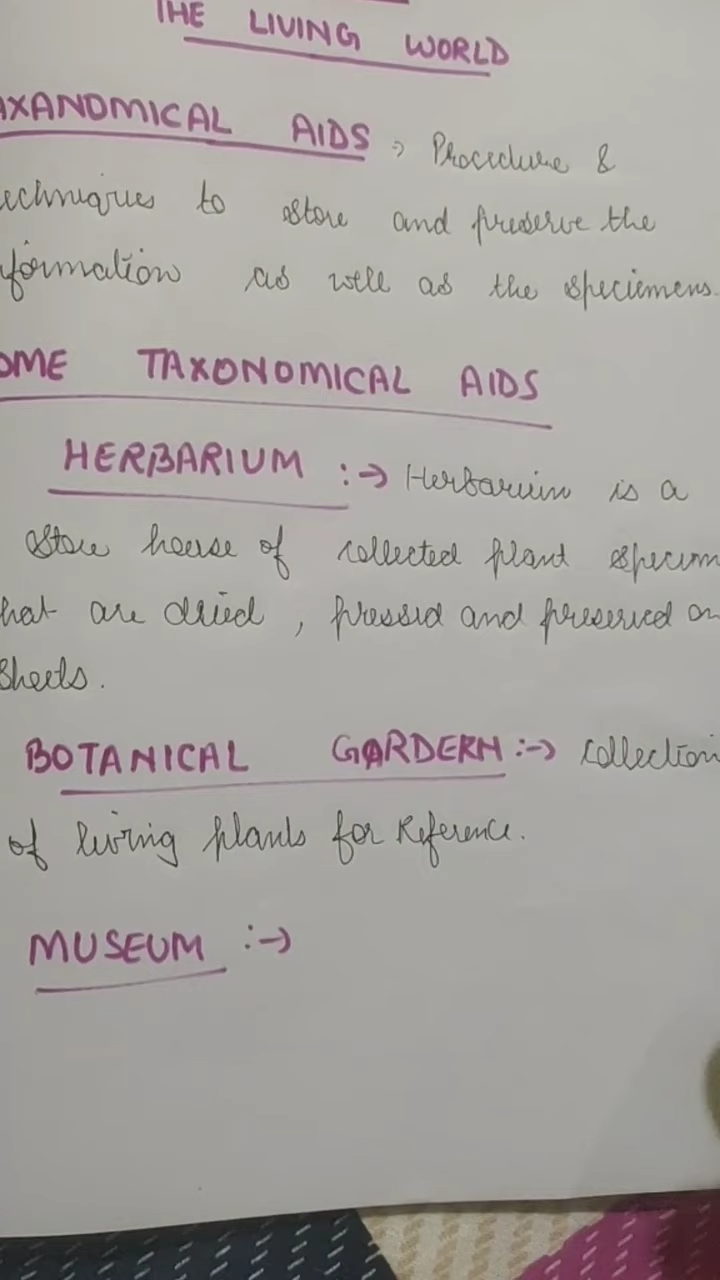 THE LIVING WORLD
AXANOMICAL AIDS :) Procedure &
echniques to store and preserve the
formation as well as the speciemens.
OME TAXONOMICAL AIDS
HERBARIUM :→ Herbarium is a
store house of collected plant specim
hat are dried, pressed and preserved on
Sheets.
BOTANICAL GARDERN :→ Collection
of living plants for Reference.
MUSEUM :→